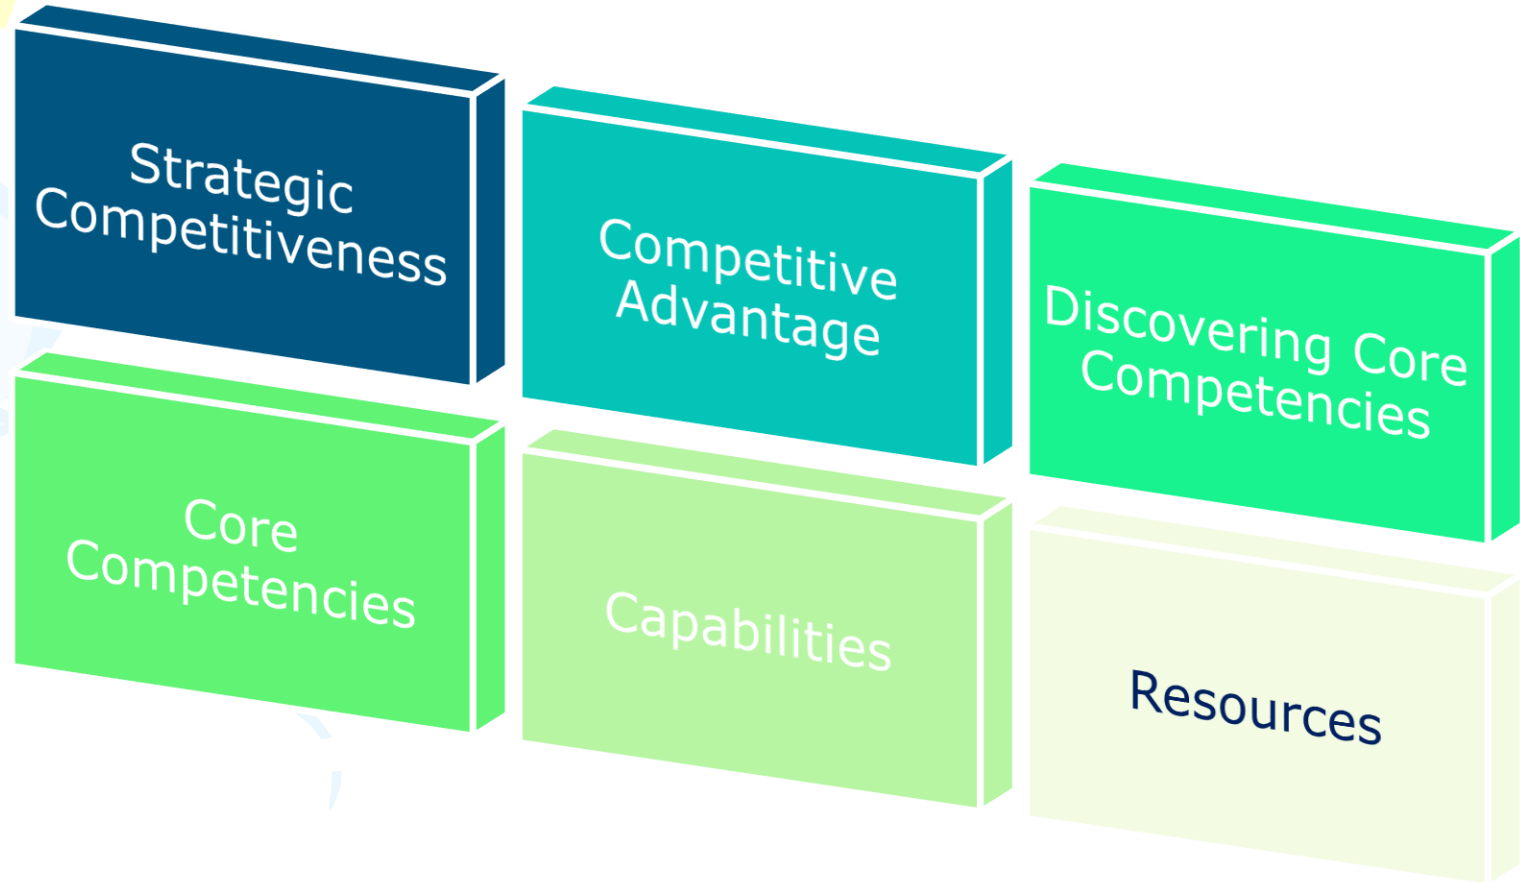 Strategic
Competitiveness
Competitive
Advantage
Discovering Core
Competencies
Core
Competencies
Capabilities
Resources